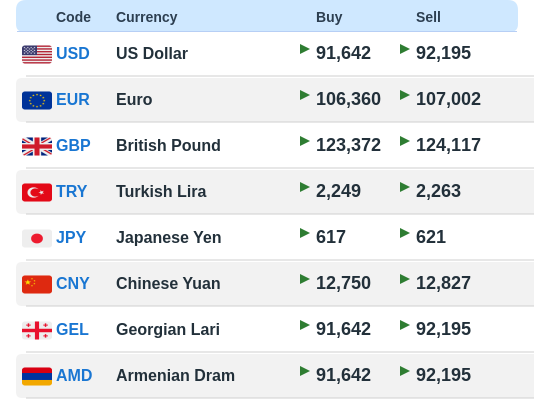 Code Currency Buy Sell
USD US Dollar 91,642 92,195
EUR Euro 106,360 107,002
GBP British Pound 123,372 124,117
TRY Turkish Lira 2,249 2,263
JPY Japanese Yen 617 621
CNY Chinese Yuan 12,750 12,827
GEL Georgian Lari 91,642 92,195
AMD Armenian Dram 91,642 92,195